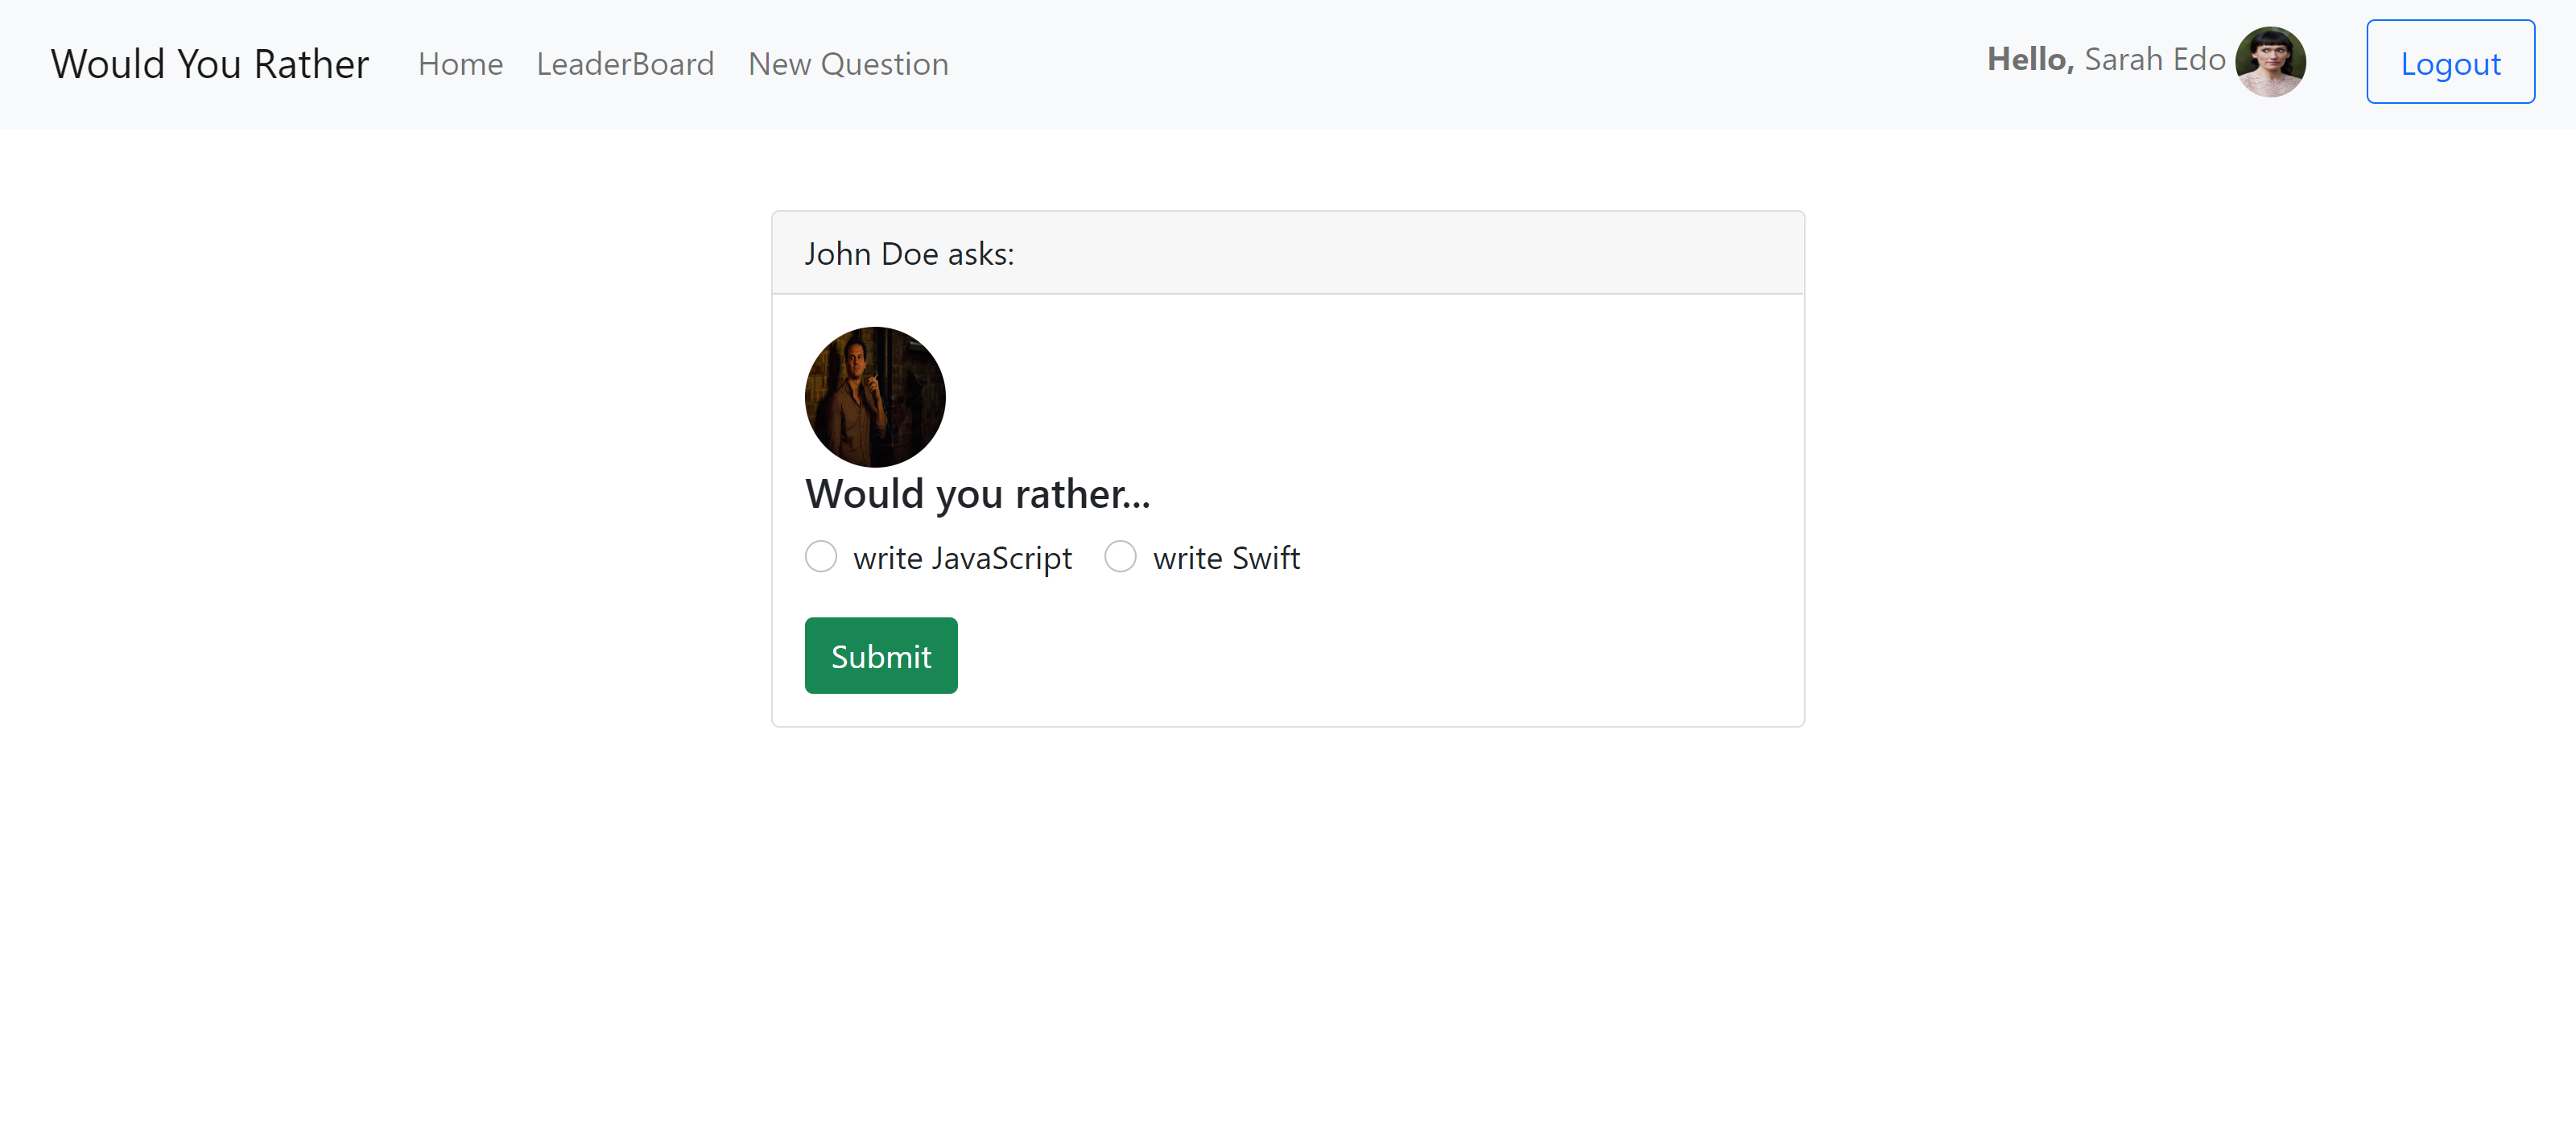 Would You Rather Home LeaderBoard New Question Hello, Sarah Edo Logout
John Doe asks:
Would you rather...
write JavaScript write Swift
Submit